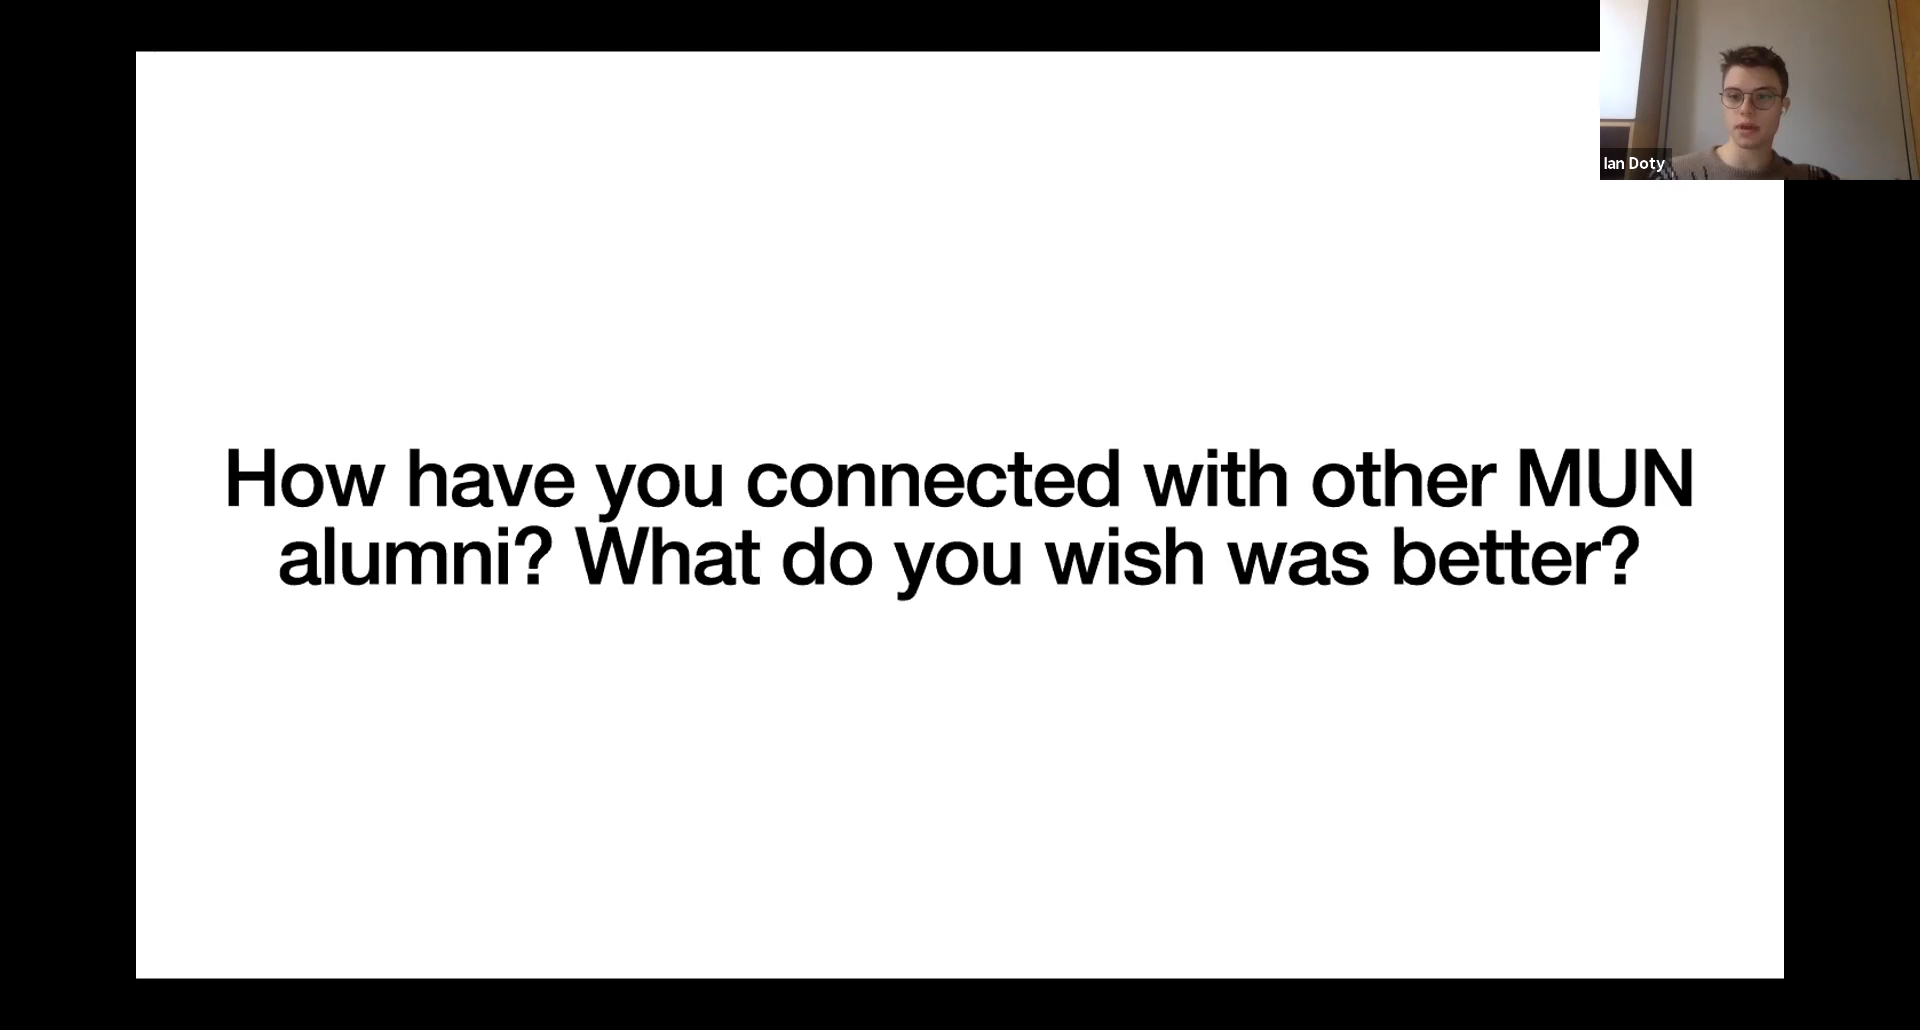 Ian Doty
How have you connected with other MUN
alumni? What do you wish was better?